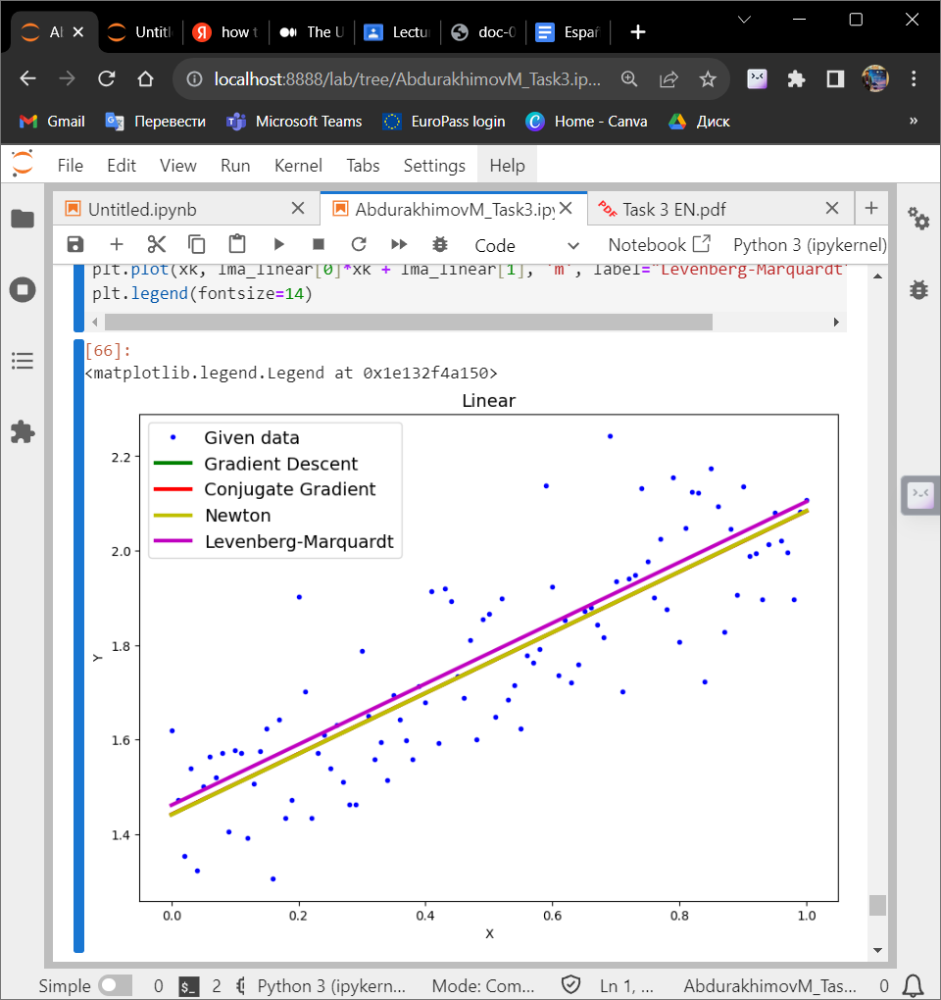 Al
Untitl
how t
The U
Lectu
doc-0
Españ
localhost:8888/lab/tree/AbdurakhimovM_Task3.ip...
Gmail
Перевести
Microsoft Teams
EuroPass login
Home - Canva
Диск
»
File Edit View Run Kernel Tabs Settings Help
Untitled.ipynb
AbdurakhimovM_Task3.ipy
PDF
Task 3 EN.pdf
Code
Notebook
Python 3 (ipykernel)
plt.plot(xk, lma_linear[0]*xk + lma_linear[1], 'm', label="Levenberg-Marquardt"
plt.legend(fontsize=14)
[66]:
<matplotlib.legend.Legend at 0x1e132f4a150>
Linear
Given data
Gradient Descent
Conjugate Gradient
Newton
Levenberg-Marquardt
2.2
2.0
1.8
1.6
1.4
Y
0.0 0.2 0.4 0.6 0.8 1.0
X
Simple 0 $_ 2 Python 3 (ipykern... Mode: Com... Ln 1, ... AbdurakhimovM_Tas... 0